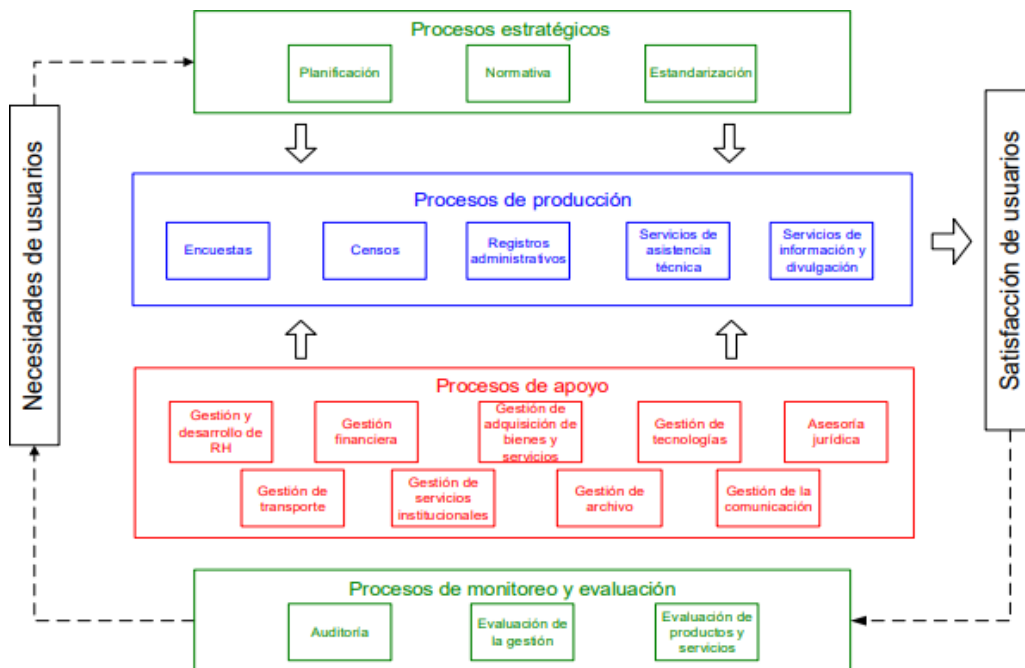 Procesos estratégicos
Planificación
Normativa
Estandarización
Necesidades de usuarios
Procesos de producción
Encuestas
Censos
Registros
administrativos
Servicios de
asistencia
técnica
Servicios de
información y
divulgación
Satisfacción de usuarios
Procesos de apoyo
Gestión y
desarrollo de
RH
Gestión
financiera
Gestión de
adquisición de
bienes y
servicios
Gestión de
tecnologías
Asesoría
jurídica
Gestión de
transporte
Gestión de
servicios
institucionales
Gestión de
archivo
Gestión de la
comunicación
Procesos de monitoreo y evaluación
Auditoría
Evaluación de
la gestión
Evaluación de
productos y
servicios